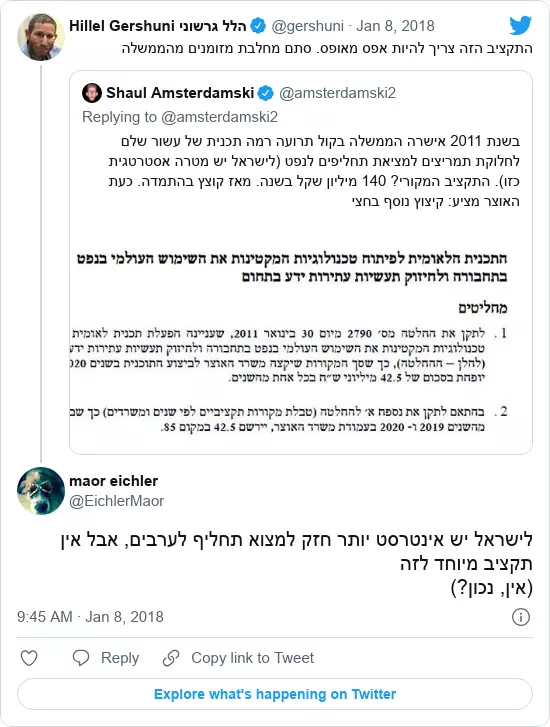 Hillel Gershuni הלל גרשוני @gershuni · Jan 8, 2018
התקציב הזה צריך להיות אפס מאופס. סתם מחלבת מזומנים מהממשלה
Shaul Amsterdamski @amsterdamski2
Replying to @amsterdamski2
בשנת 2011 אישרה הממשלה בקול תרועה רמה תכנית של עשור שלם
לחלוקת תמריצים למציאת תחליפים לנפט (לישראל יש מטרה אסטרטגית
כזו). התקציב המקורי? 140 מיליון שקל בשנה. מאז קוצץ בהתמדה. כעת
האוצר מציע: קיצוץ נוסף בחצי
התכנית הלאומית לפיתוח טכנולוגיות המקטינות את השימוש העולמי בנפט
בתחבורה ולחיזוק תעשיות עתירות ידע בתחום
מחליטים
1. לתקן את החלטה מס׳ 2790 מיום 30 בינואר 2011, שעניינה הפעלת תכנית לאומית
טכנולוגיות המקטינות את השימוש העולמי בנפט בתחבורה ולחיזוק תעשיות עתירות ידע
(להלן – ההחלטה), כך שסך המקורות שיקצה משרד האוצר לביצוע התוכנית בשנים 020
יופחת בסכום של 42.5 מיליוני ש״ח בכל אחת מהשנים.
2. בהתאם לתקן את נספח א׳ להחלטה (טבלת מקורות תקציביים לפי שנים ומשרדים) כך שב
מהשנים 2019 ו- 2020 בעמודת משרד האוצר, יירשם 42.5 במקום 85.
maor eichler
@EichlerMaor
לישראל יש אינטרסט יותר חזק למצוא תחליף לערבים, אבל אין
תקציב מיוחד לזה
(אין, נכון?)
9:45 AM · Jan 8, 2018
Reply
Copy link to Tweet
Explore what's happening on Twitter